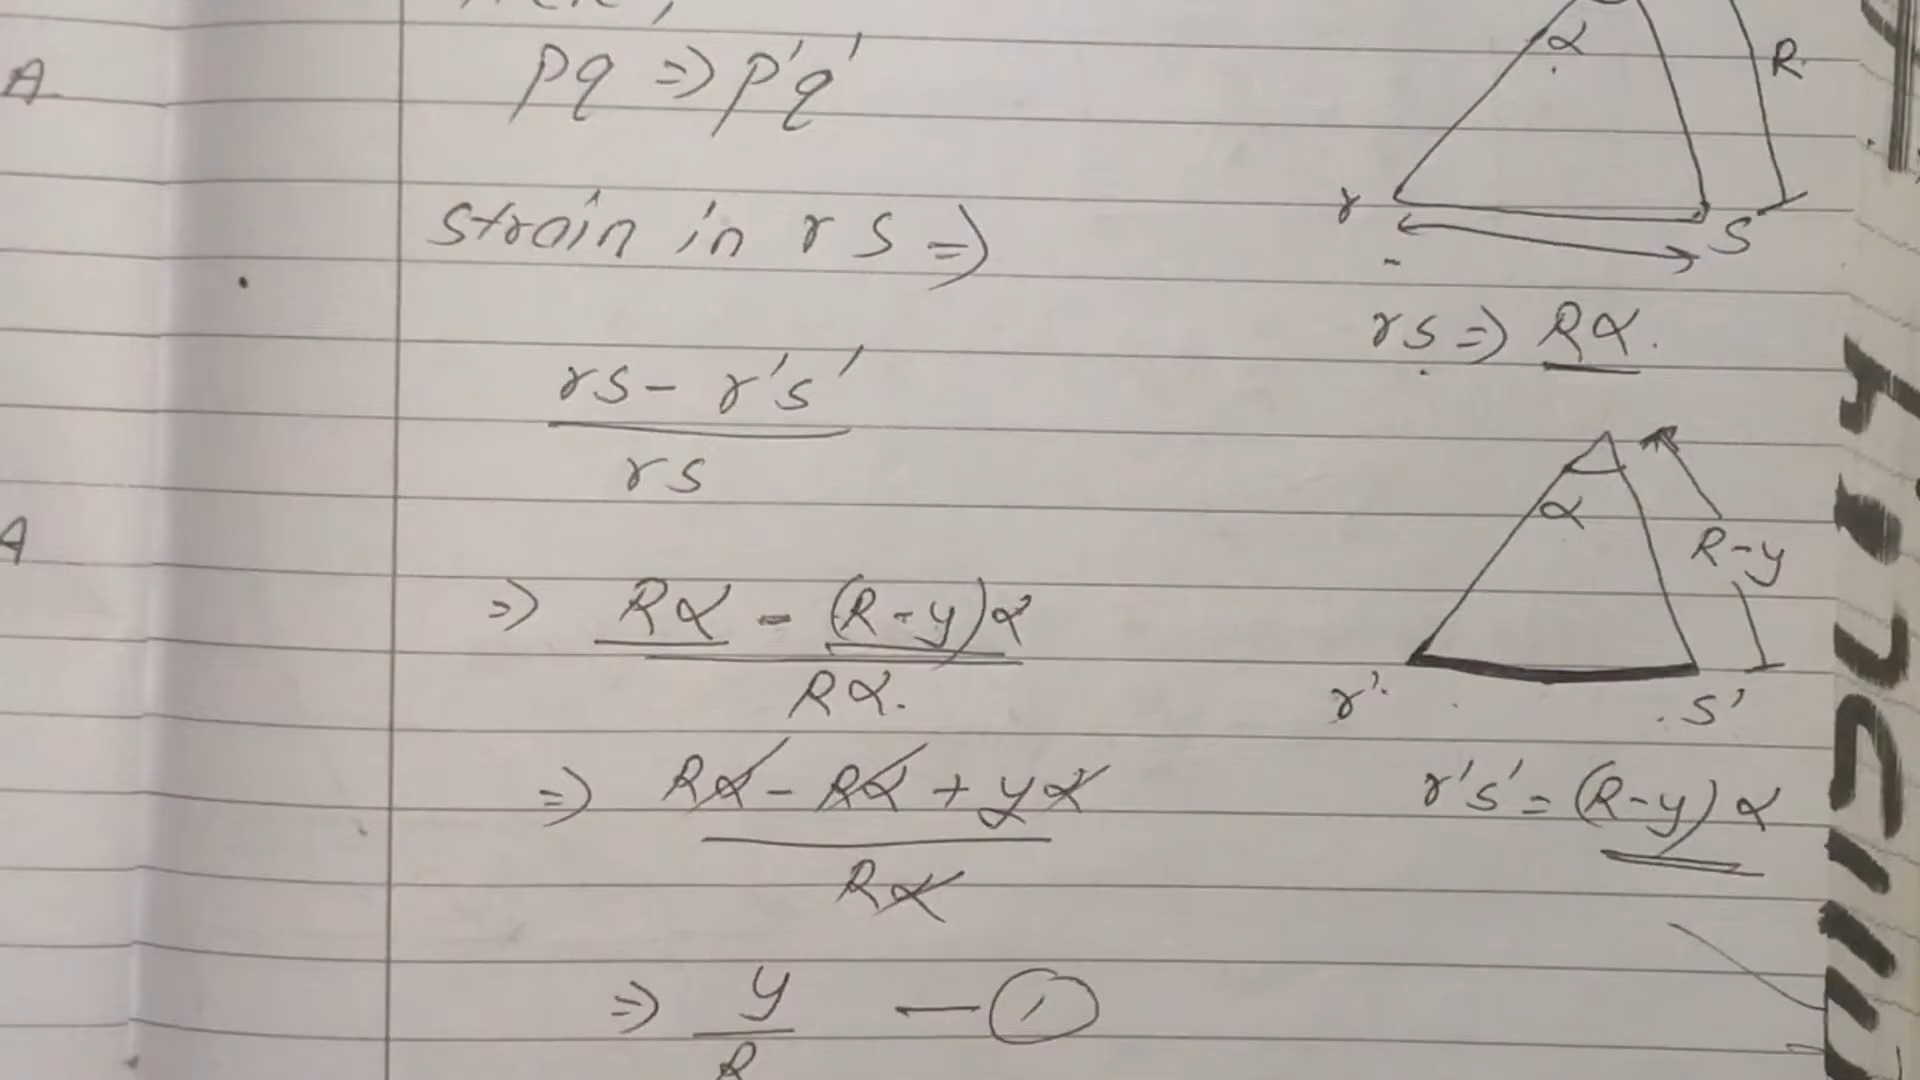 A
pq => p'q'
α
R
strain in rs =>
r
s
rs => Rα.
rs - r's'
rs
α
R-y
A
=> Rα - (R-y)α
Rα.
r'
s'
=> Rα - Rα + yα
Rα
r's' = (R-y)α
=> y — 1
R